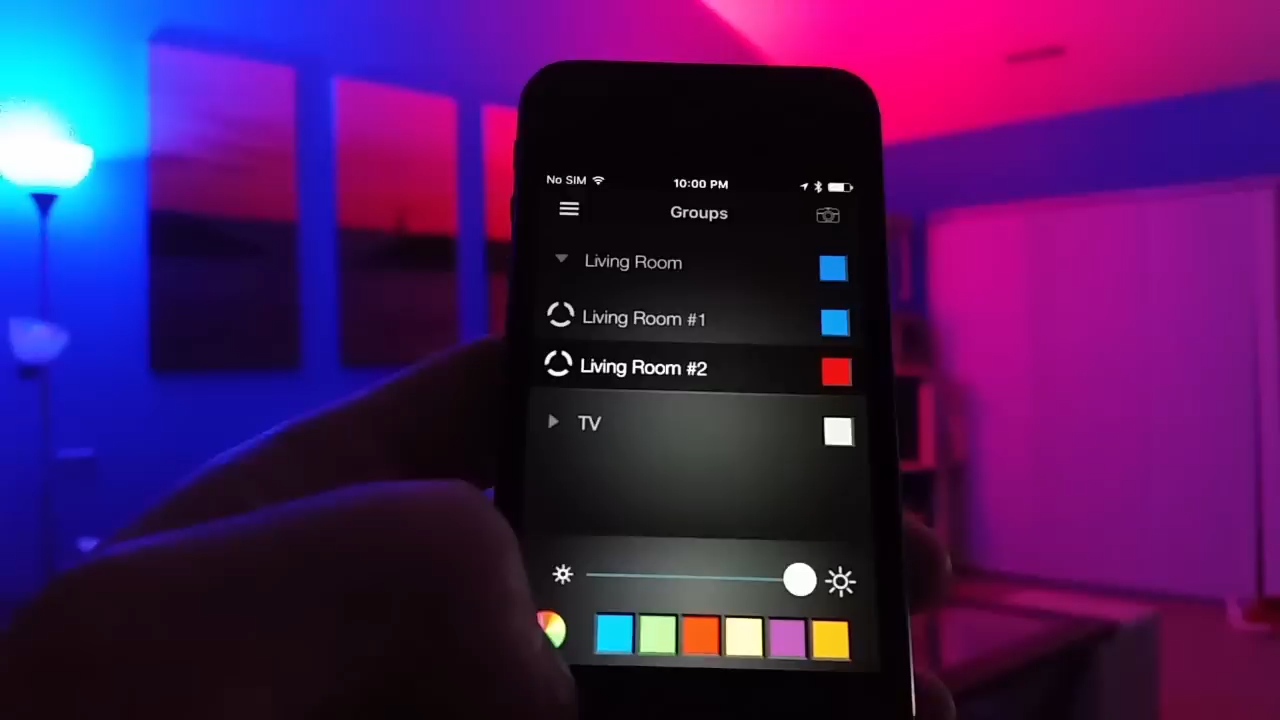 No SIM 10:00 PM
Groups
Living Room
Living Room #1
Living Room #2
TV